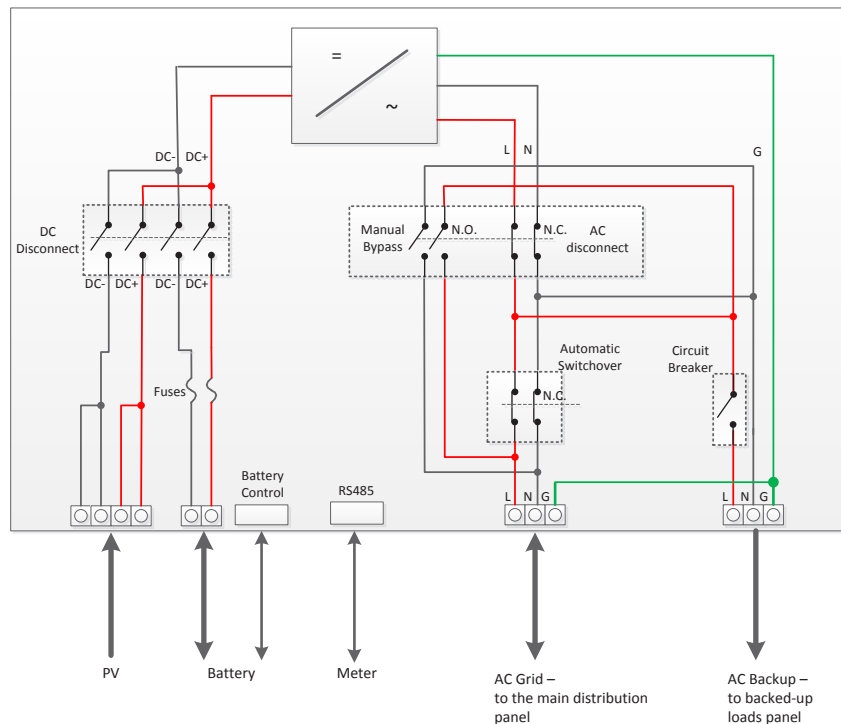 =
~
L N
G
DC- DC+
DC
Disconnect
Manual
Bypass
N.O.
N.C.
AC
disconnect
DC- DC+ DC- DC+
Automatic
Switchover
Circuit
Breaker
Fuses
N.C.
Battery
Control
RS485
L N G
L N G
PV
Battery
Meter
AC Grid –
to the main distribution
panel
AC Backup –
to backed-up
loads panel